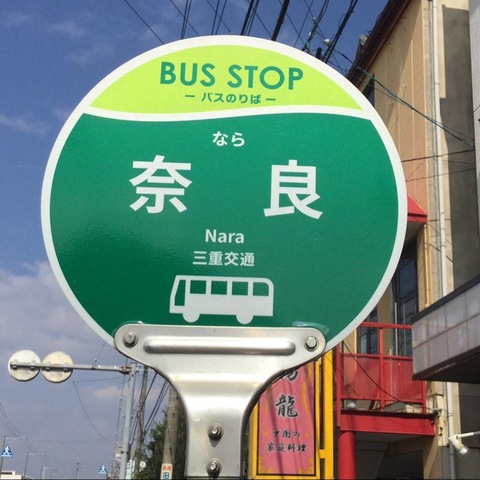 BUS STOP
ー バスのりば ー
なら
奈良
Nara
三重交通
龍
中国の
家庭料理